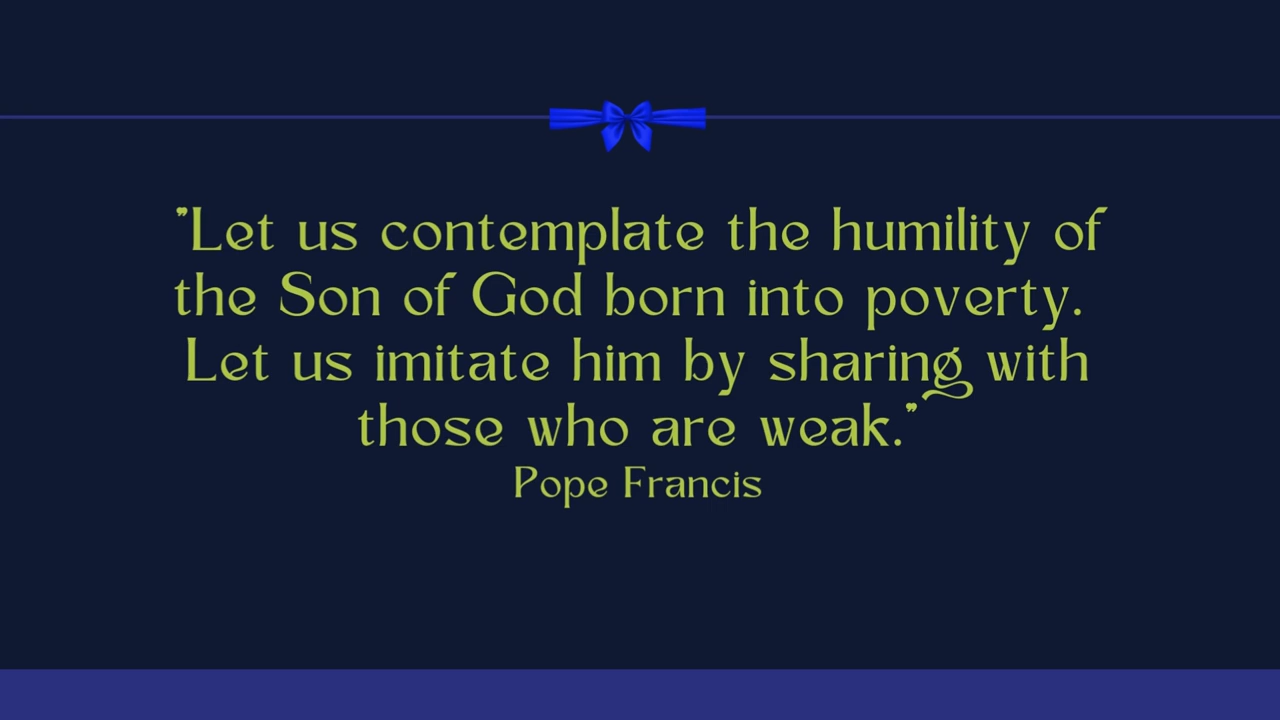 "Let us contemplate the humility of
the Son of God born into poverty.
Let us imitate him by sharing with
those who are weak."
Pope Francis